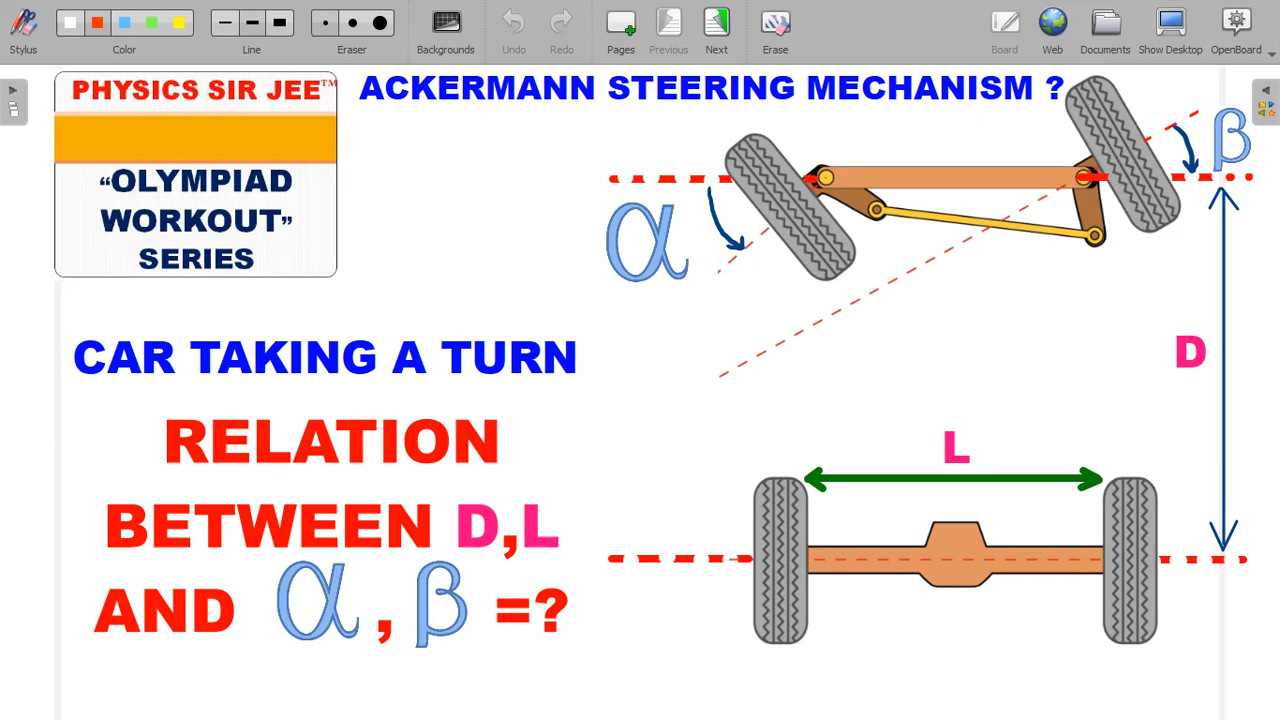 Stylus
Color
Line
Eraser
Backgrounds
Undo
Redo
Pages
Previous
Next
Erase
Board
Web
Documents
Show Desktop
OpenBoard
PHYSICS SIR JEE™
“OLYMPIAD
WORKOUT”
SERIES
ACKERMANN STEERING MECHANISM ?
β
α
D
CAR TAKING A TURN
RELATION
BETWEEN D,L
AND α , β =?
L